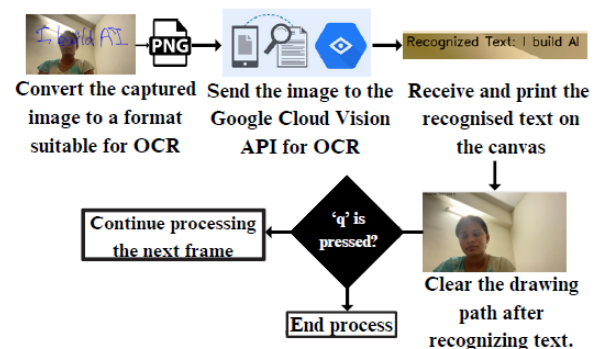 I build AI
PNG
Recognized Text: I build AI
Convert the captured
image to a format
suitable for OCR
Send the image to the
Google Cloud Vision
API for OCR
Receive and print the
recognised text on
the canvas
‘q’ is
pressed?
Continue processing
the next frame
End process
Clear the drawing
path after
recognizing text.